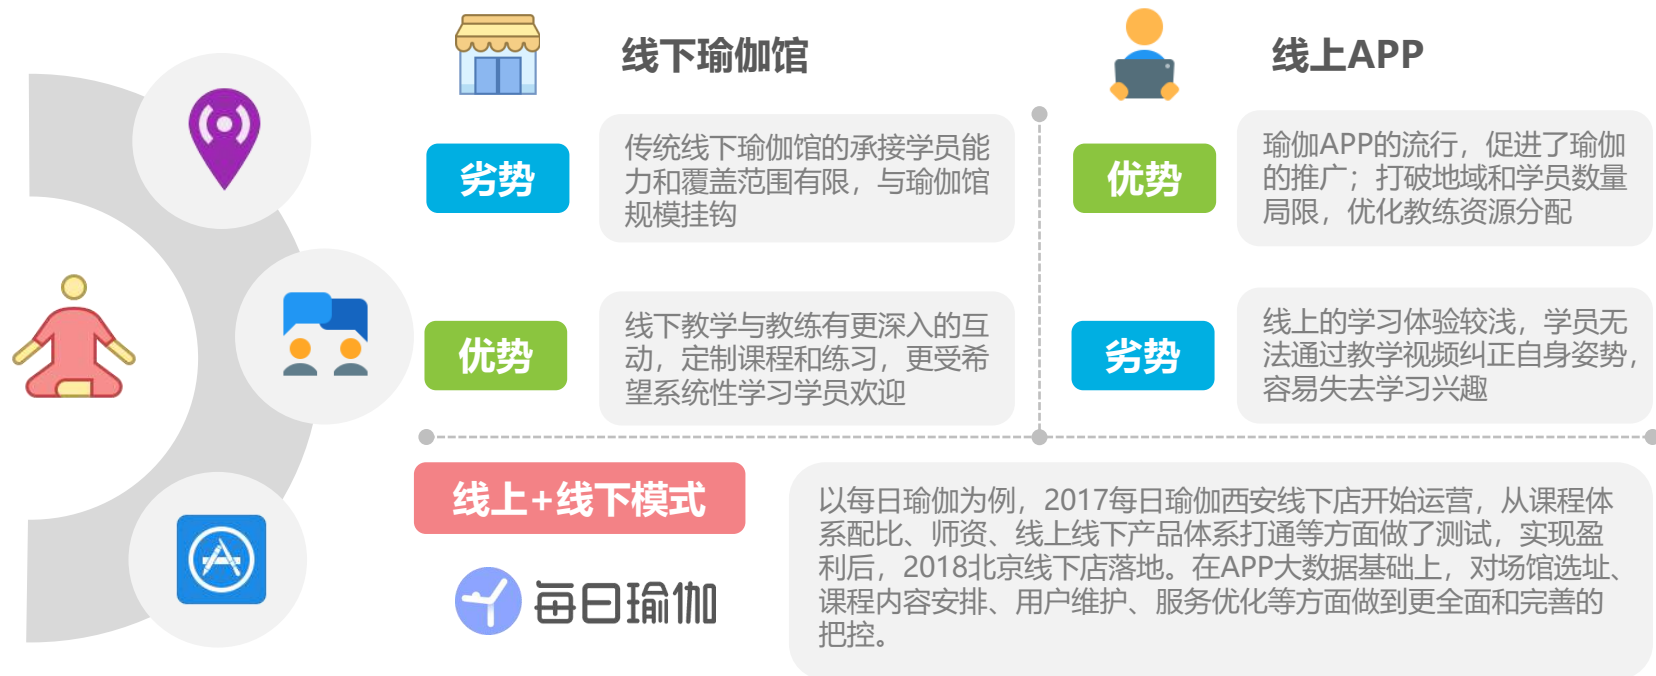 线下瑜伽馆
劣势
传统线下瑜伽馆的承接学员能
力和覆盖范围有限，与瑜伽馆
规模挂钩
优势
线下教学与教练有更深入的互
动，定制课程和练习，更受希
望系统性学习学员欢迎
线上APP
优势
瑜伽APP的流行，促进了瑜伽
的推广；打破地域和学员数量
局限，优化教练资源分配
劣势
线上的学习体验较浅，学员无
法通过教学视频纠正自身姿势，
容易失去学习兴趣
线上+线下模式
每日瑜伽
以每日瑜伽为例，2017每日瑜伽西安线下店开始运营，从课程体
系配比、师资、线上线下产品体系打通等方面做了测试，实现盈
利后，2018北京线下店落地。在APP大数据基础上，对场馆选址、
课程内容安排、用户维护、服务优化等方面做到更全面和完善的
把控。